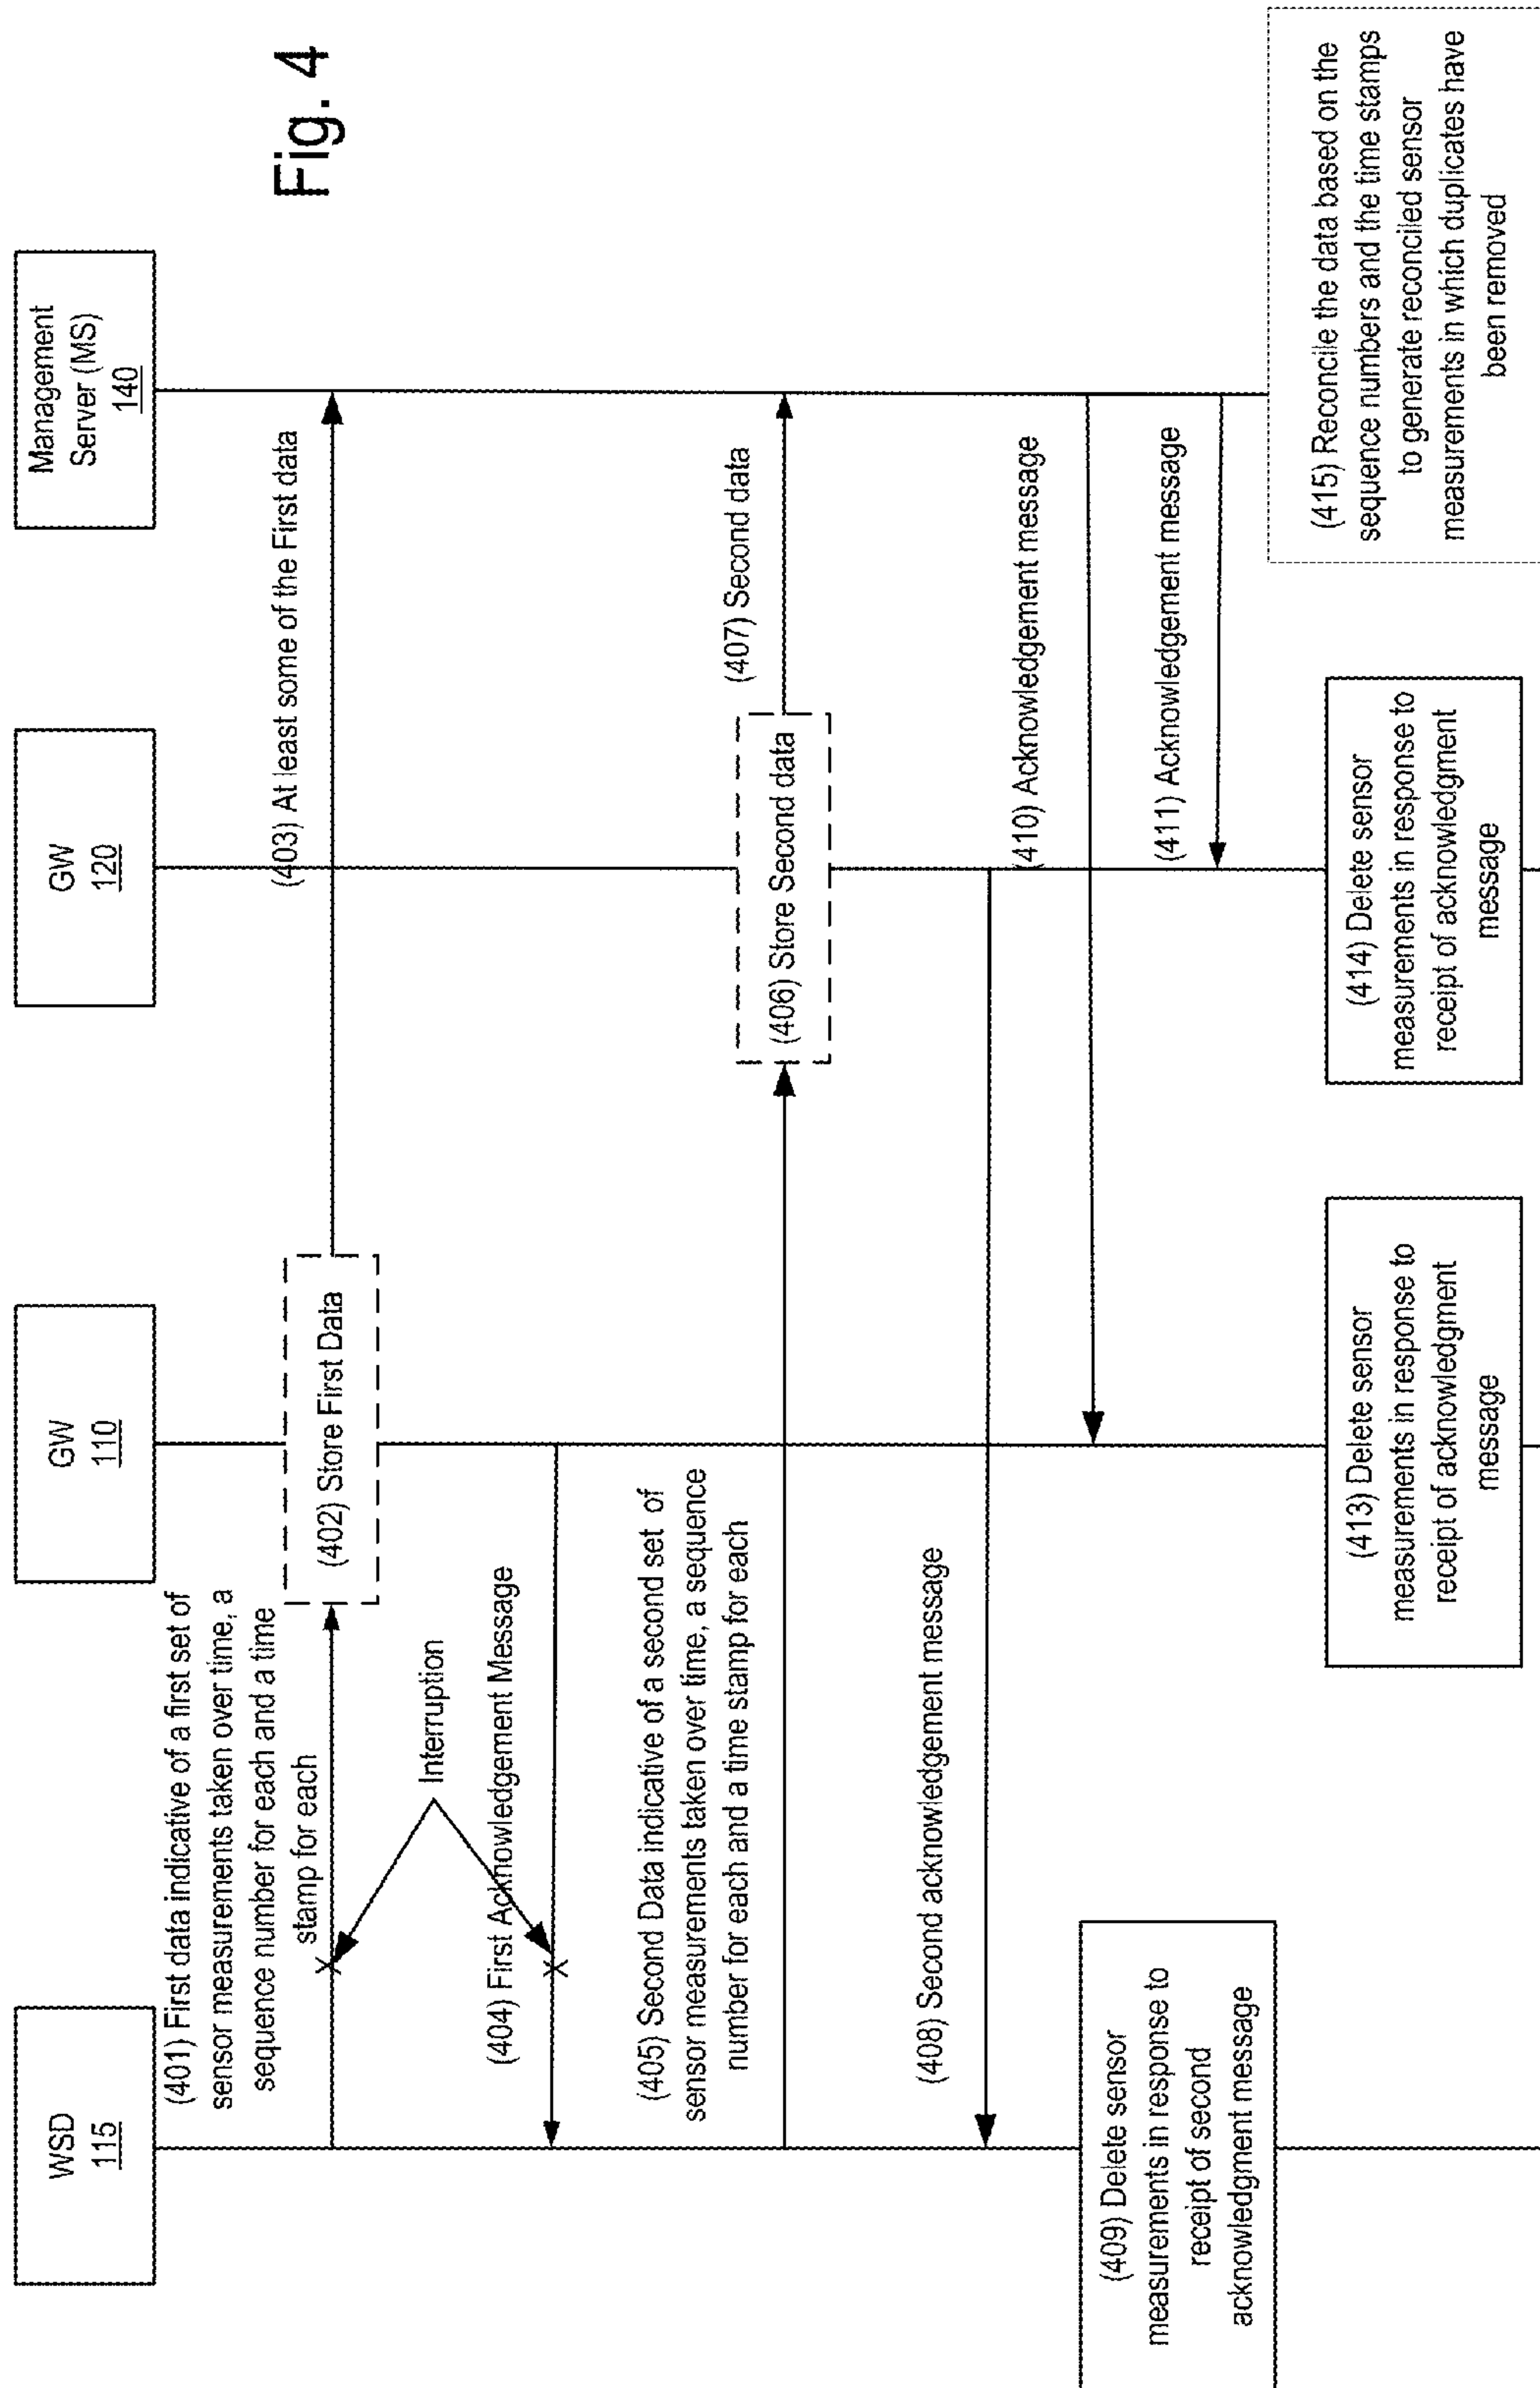 Fig. 4
WSD
115
GW
110
GW
120
Management
Server (MS)
140
(401) First data indicative of a first set of
sensor measurements taken over time, a
sequence number for each and a time
stamp for each
(402) Store First Data
(403) At least some of the First data
Interruption
(404) First Acknowledgement Message
(405) Second Data indicative of a second set of
sensor measurements taken over time, a sequence
number for each and a time stamp for each
(406) Store Second data
(407) Second data
(408) Second acknowledgement message
(409) Delete sensor
measurements in response to
receipt of second
acknowledgment message
(410) Acknowledgement message
(411) Acknowledgement message
(413) Delete sensor
measurements in response to
receipt of acknowledgment
message
(414) Delete sensor
measurements in response to
receipt of acknowledgment
message
(415) Reconcile the data based on the
sequence numbers and the time stamps
to generate reconciled sensor
measurements in which duplicates have
been removed